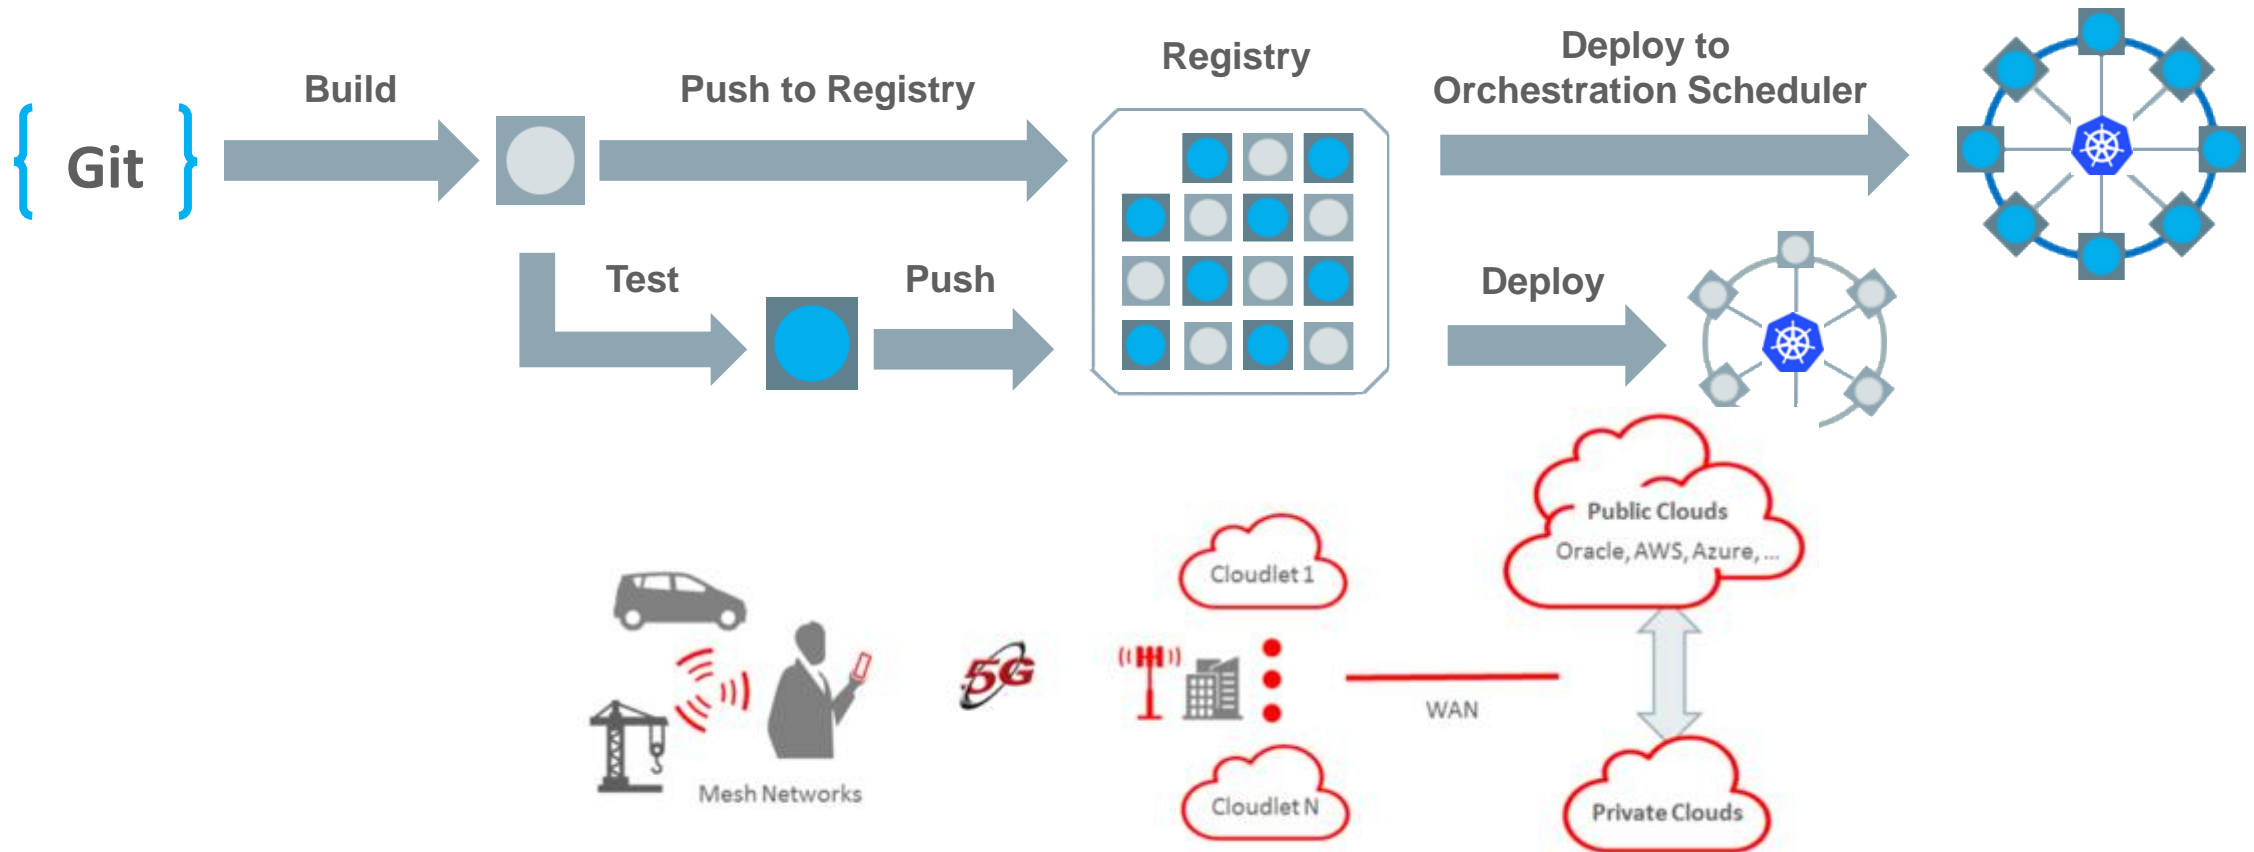 { Git }
Build
Push to Registry
Registry
Deploy to
Orchestration Scheduler
Test
Push
Deploy
Public Clouds
Oracle, AWS, Azure, ...
Cloudlet 1
5G
WAN
Mesh Networks
Cloudlet N
Private Clouds